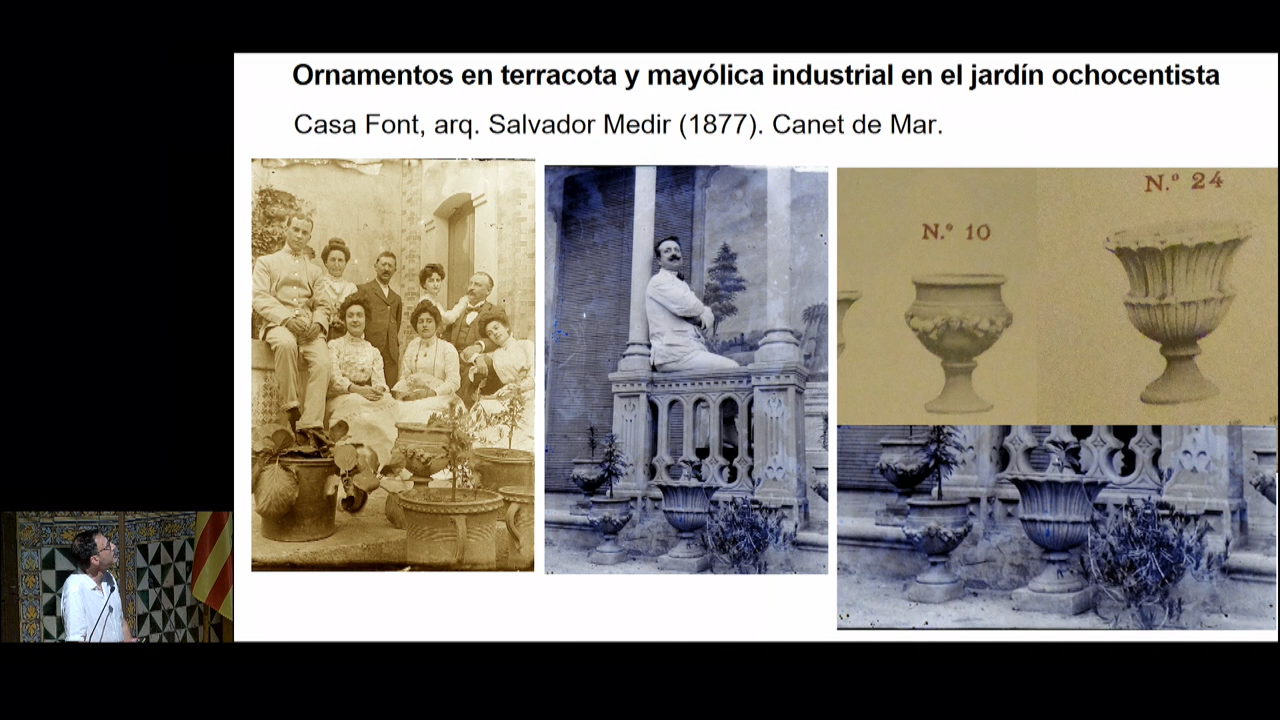 Ornamentos en terracota y mayólica industrial en el jardín ochocentista
Casa Font, arq. Salvador Medir (1877). Canet de Mar.
N.º 10
N.º 24